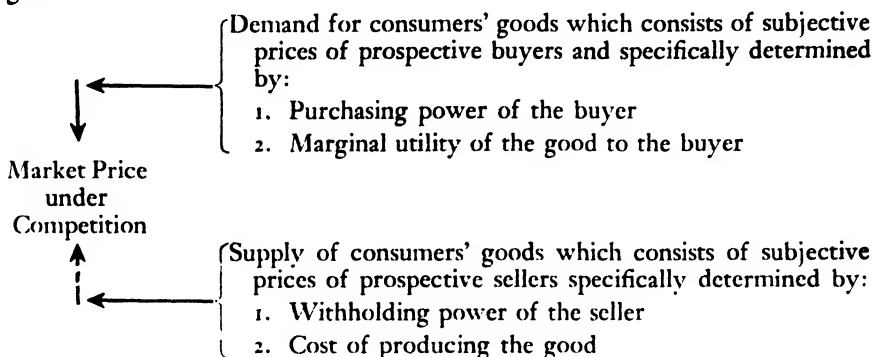 Demand for consumers' goods which consists of subjective
prices of prospective buyers and specifically determined
by:
1. Purchasing power of the buyer
2. Marginal utility of the good to the buyer
Market Price
under
Competition
Supply of consumers' goods which consists of subjective
prices of prospective sellers specifically determined by:
1. Withholding power of the seller
2. Cost of producing the good